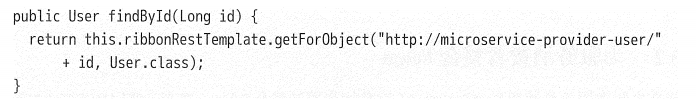 public User findById(Long id) {
return this.ribbonRestTemplate.getForObject("http://microservice-provider-user/"
+ id, User.class);
}